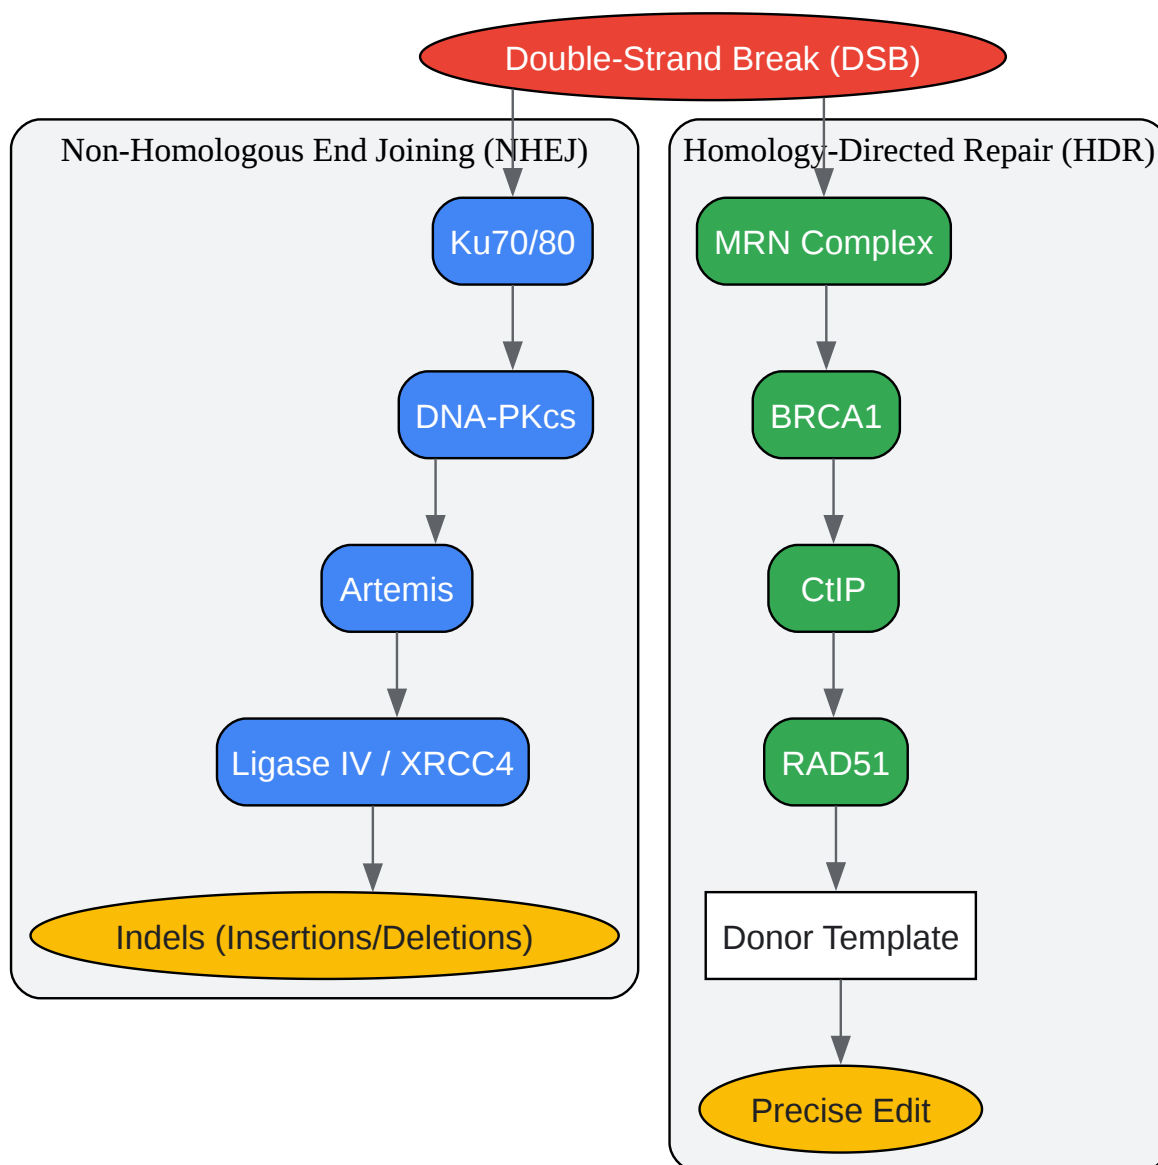 Double-Strand Break (DSB)
Non-Homologous End Joining (NHEJ)
Ku70/80
DNA-PKcs
Artemis
Ligase IV / XRCC4
Indels (Insertions/Deletions)
Homology-Directed Repair (HDR)
MRN Complex
BRCA1
CtIP
RAD51
Donor Template
Precise Edit